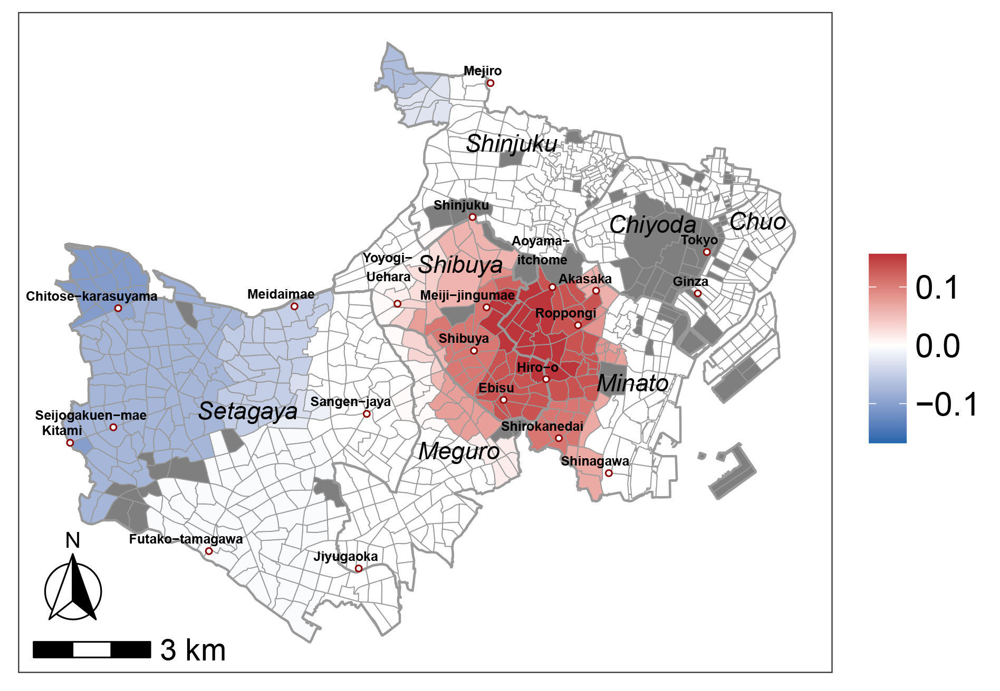 Mejiro
Shinjuku
Shinjuku
Chiyoda
Chuo
Aoyama−
itchome
Tokyo
Yoyogi−
Uehara
Shibuya
Akasaka
Ginza
0.1
Chitose−karasuyama
Meidaimae
Meiji−jingumae
Roppongi
Shibuya
0.0
Hiro−o
Minato
Ebisu
Sangen−jaya
Setagaya
−0.1
Seijogakuen−mae
Kitami
Shirokanedai
Meguro
Shinagawa
N
Futako−tamagawa
Jiyugaoka
3 km